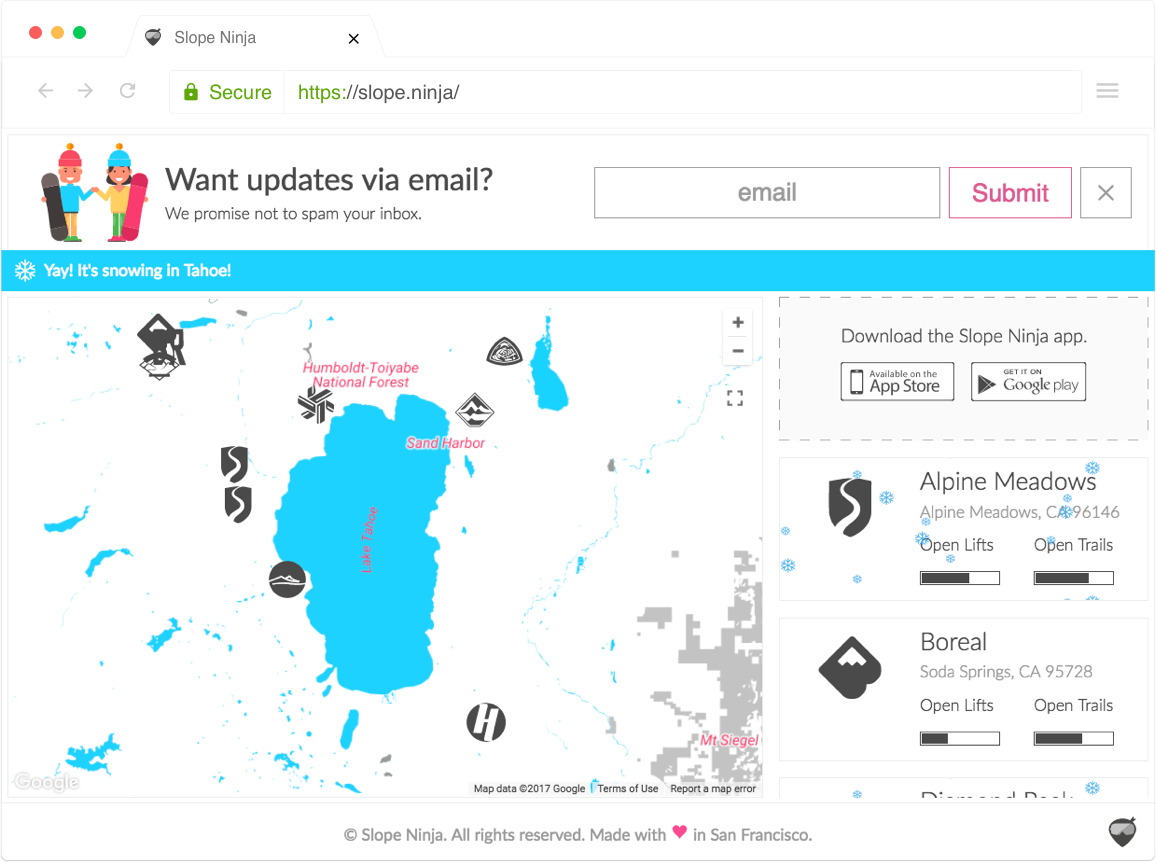 Slope Ninja
Secure
https://slope.ninja/
Want updates via email?
We promise not to spam your inbox.
email
Submit
Yay! It's snowing in Tahoe!
Humboldt-Toiyabe
National Forest
Sand Harbor
Lake Tahoe
H
Mt Siegel
Google
Map data ©2017 Google
Terms of Use
Report a map error
Download the Slope Ninja app.
Available on the
App Store
GET IT ON
Google play
Alpine Meadows
Alpine Meadows, CA 96146
Open Lifts
Open Trails
Boreal
Soda Springs, CA 95728
Open Lifts
Open Trails
Diamond Peak
© Slope Ninja. All rights reserved. Made with ♥ in San Francisco.